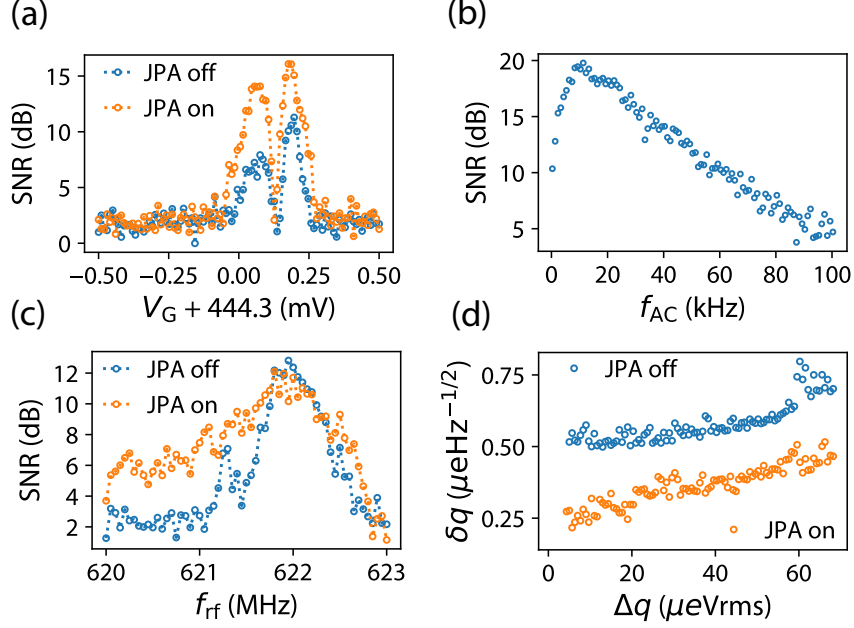 (a)
SNR (dB)
15
10
5
0
JPA off
JPA on
−0.50
−0.25
0.00
0.25
0.50
V_G + 444.3 (mV)
(b)
SNR (dB)
20
15
10
5
0
20
40
60
80
100
f_AC (kHz)
(c)
SNR (dB)
12
10
8
6
4
2
JPA off
JPA on
620
621
622
623
f_rf (MHz)
(d)
δq (μeHz^−1/2)
0.75
0.50
0.25
JPA off
JPA on
0
20
40
60
Δq (μeVrms)